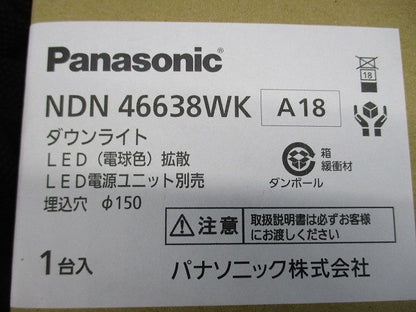 Panasonic®
NDN 46638WK A18
18
ダウンライト
LED（電球色）拡散
LED電源ユニット別売
埋込穴 φ150
箱
緩衝材
ダンボール
注意
取扱説明書は必ずお客様
にお渡しください
1台入
パナソニック株式会社